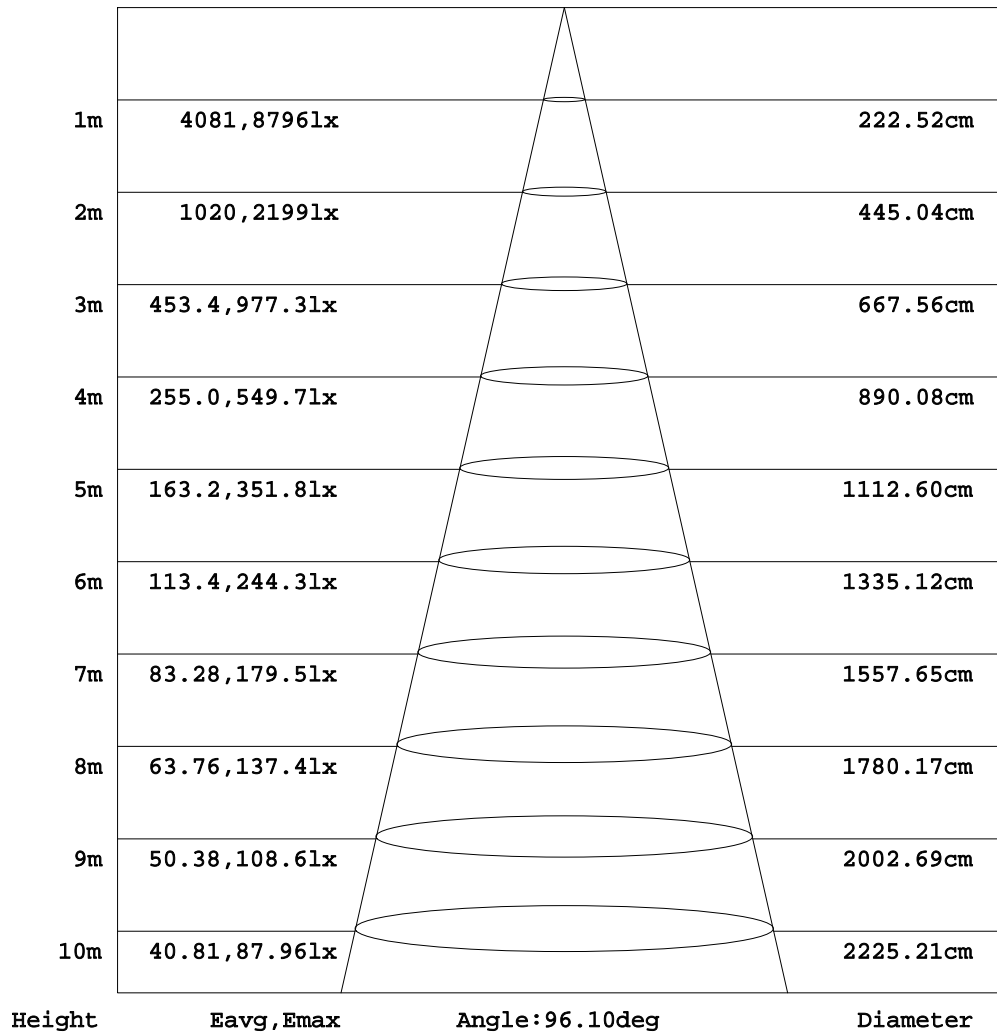 1m 4081,8796lx 222.52cm
2m 1020,2199lx 445.04cm
3m 453.4,977.3lx 667.56cm
4m 255.0,549.7lx 890.08cm
5m 163.2,351.8lx 1112.60cm
6m 113.4,244.3lx 1335.12cm
7m 83.28,179.5lx 1557.65cm
8m 63.76,137.4lx 1780.17cm
9m 50.38,108.6lx 2002.69cm
10m 40.81,87.96lx 2225.21cm
Height Eavg,Emax Angle:96.10deg Diameter